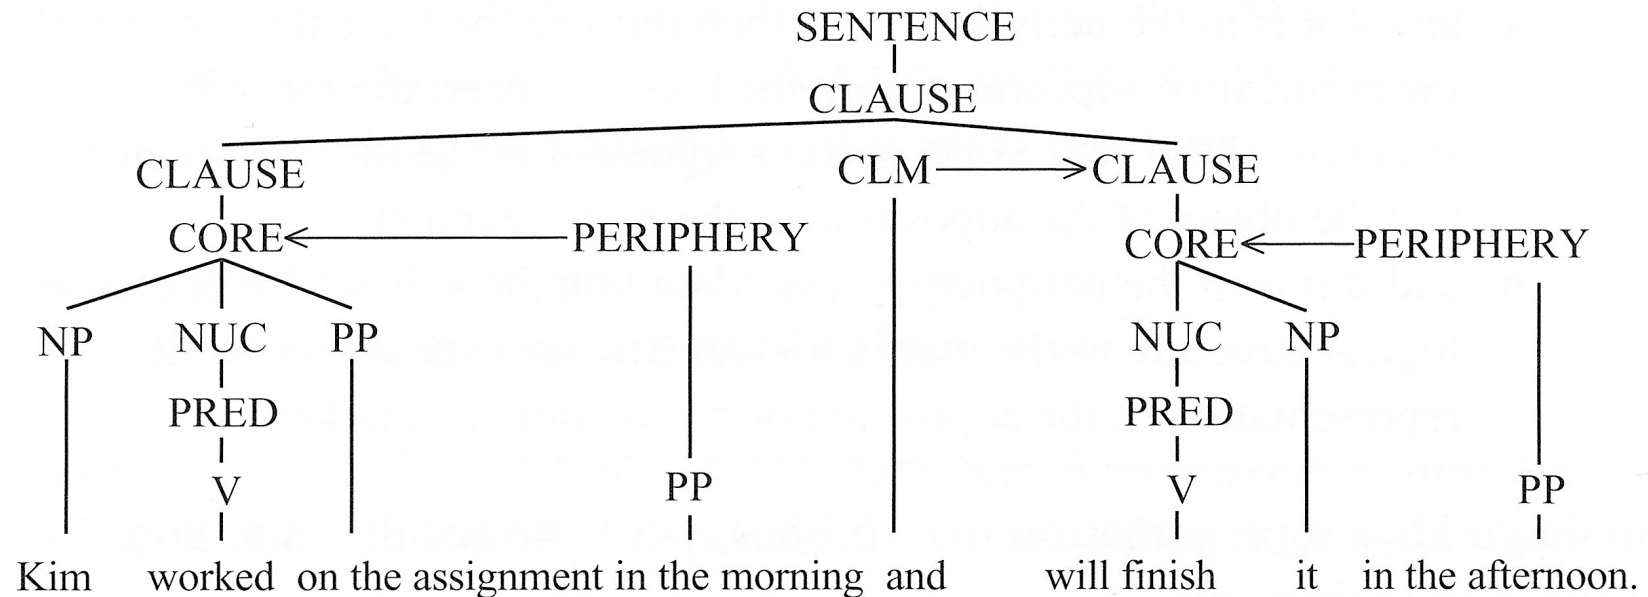 SENTENCE
CLAUSE
CLAUSE CLM CLAUSE
CORE PERIPHERY CORE PERIPHERY
NP NUC PP NUC NP
PRED PRED
V PP V PP
Kim worked on the assignment in the morning and will finish it in the afternoon.